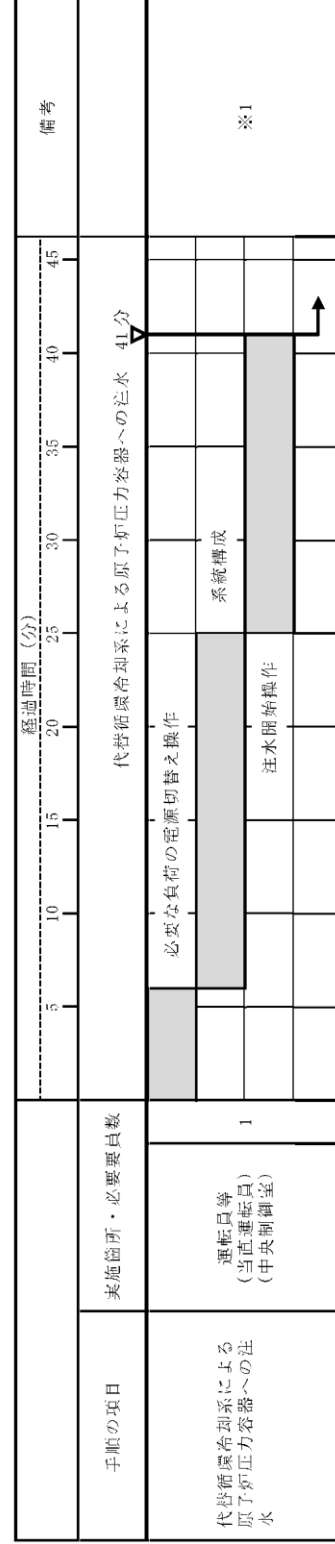 経過時間（分）
備考
5 10 15 20 25 30 35 40 45
手順の項目
実施箇所・必要要員数
代替循環冷却系による原子炉圧力容器への注水 41分
代替循環冷却系による
原子炉圧力容器への注
水
運転員等
（当直運転員）
（中央制御室）
1
必要な負荷の電源切替え操作
系統構成
注水開始操作
※1